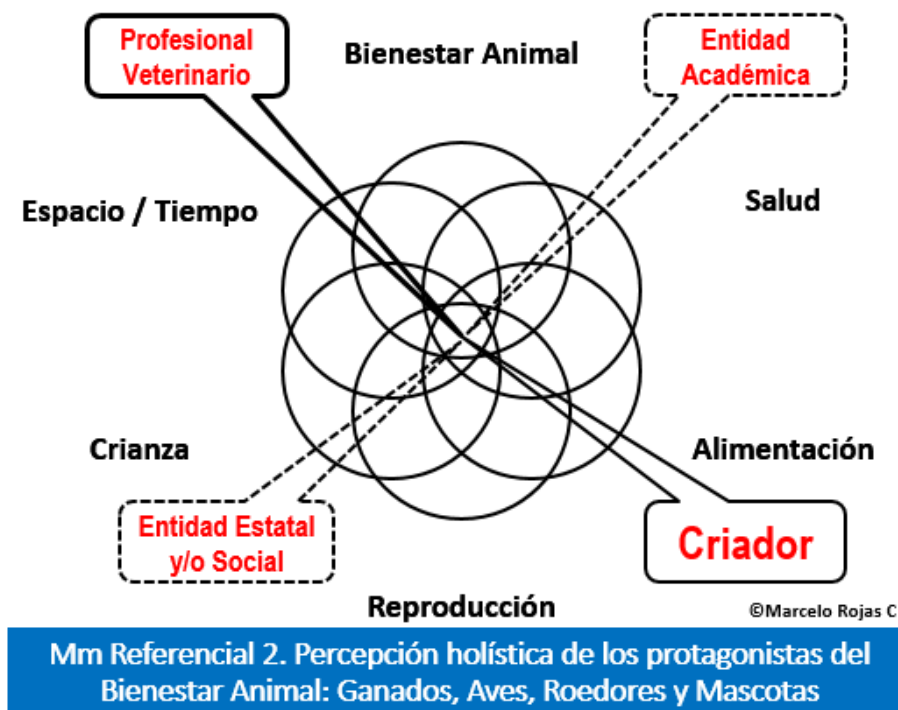 Profesional
Veterinario
Bienestar Animal
Entidad
Académica
Espacio / Tiempo
Salud
Crianza
Alimentación
Entidad Estatal
y/o Social
Criador
Reproducción
©Marcelo Rojas C
Mm Referencial 2. Percepción holística de los protagonistas del
Bienestar Animal: Ganados, Aves, Roedores y Mascotas